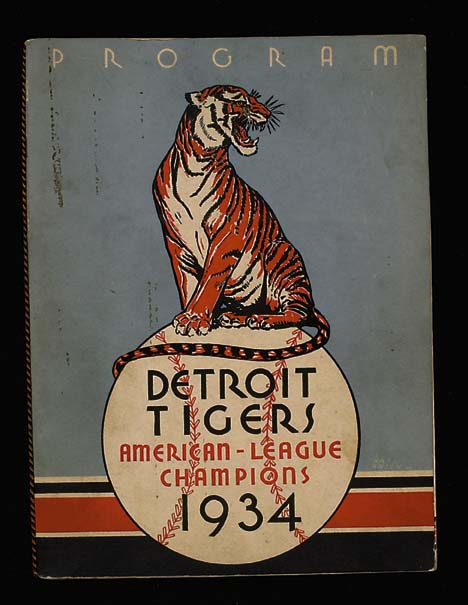 PROGRAM
DETROIT
TIGERS
AMERICAN-LEAGUE
CHAMPIONS
1934